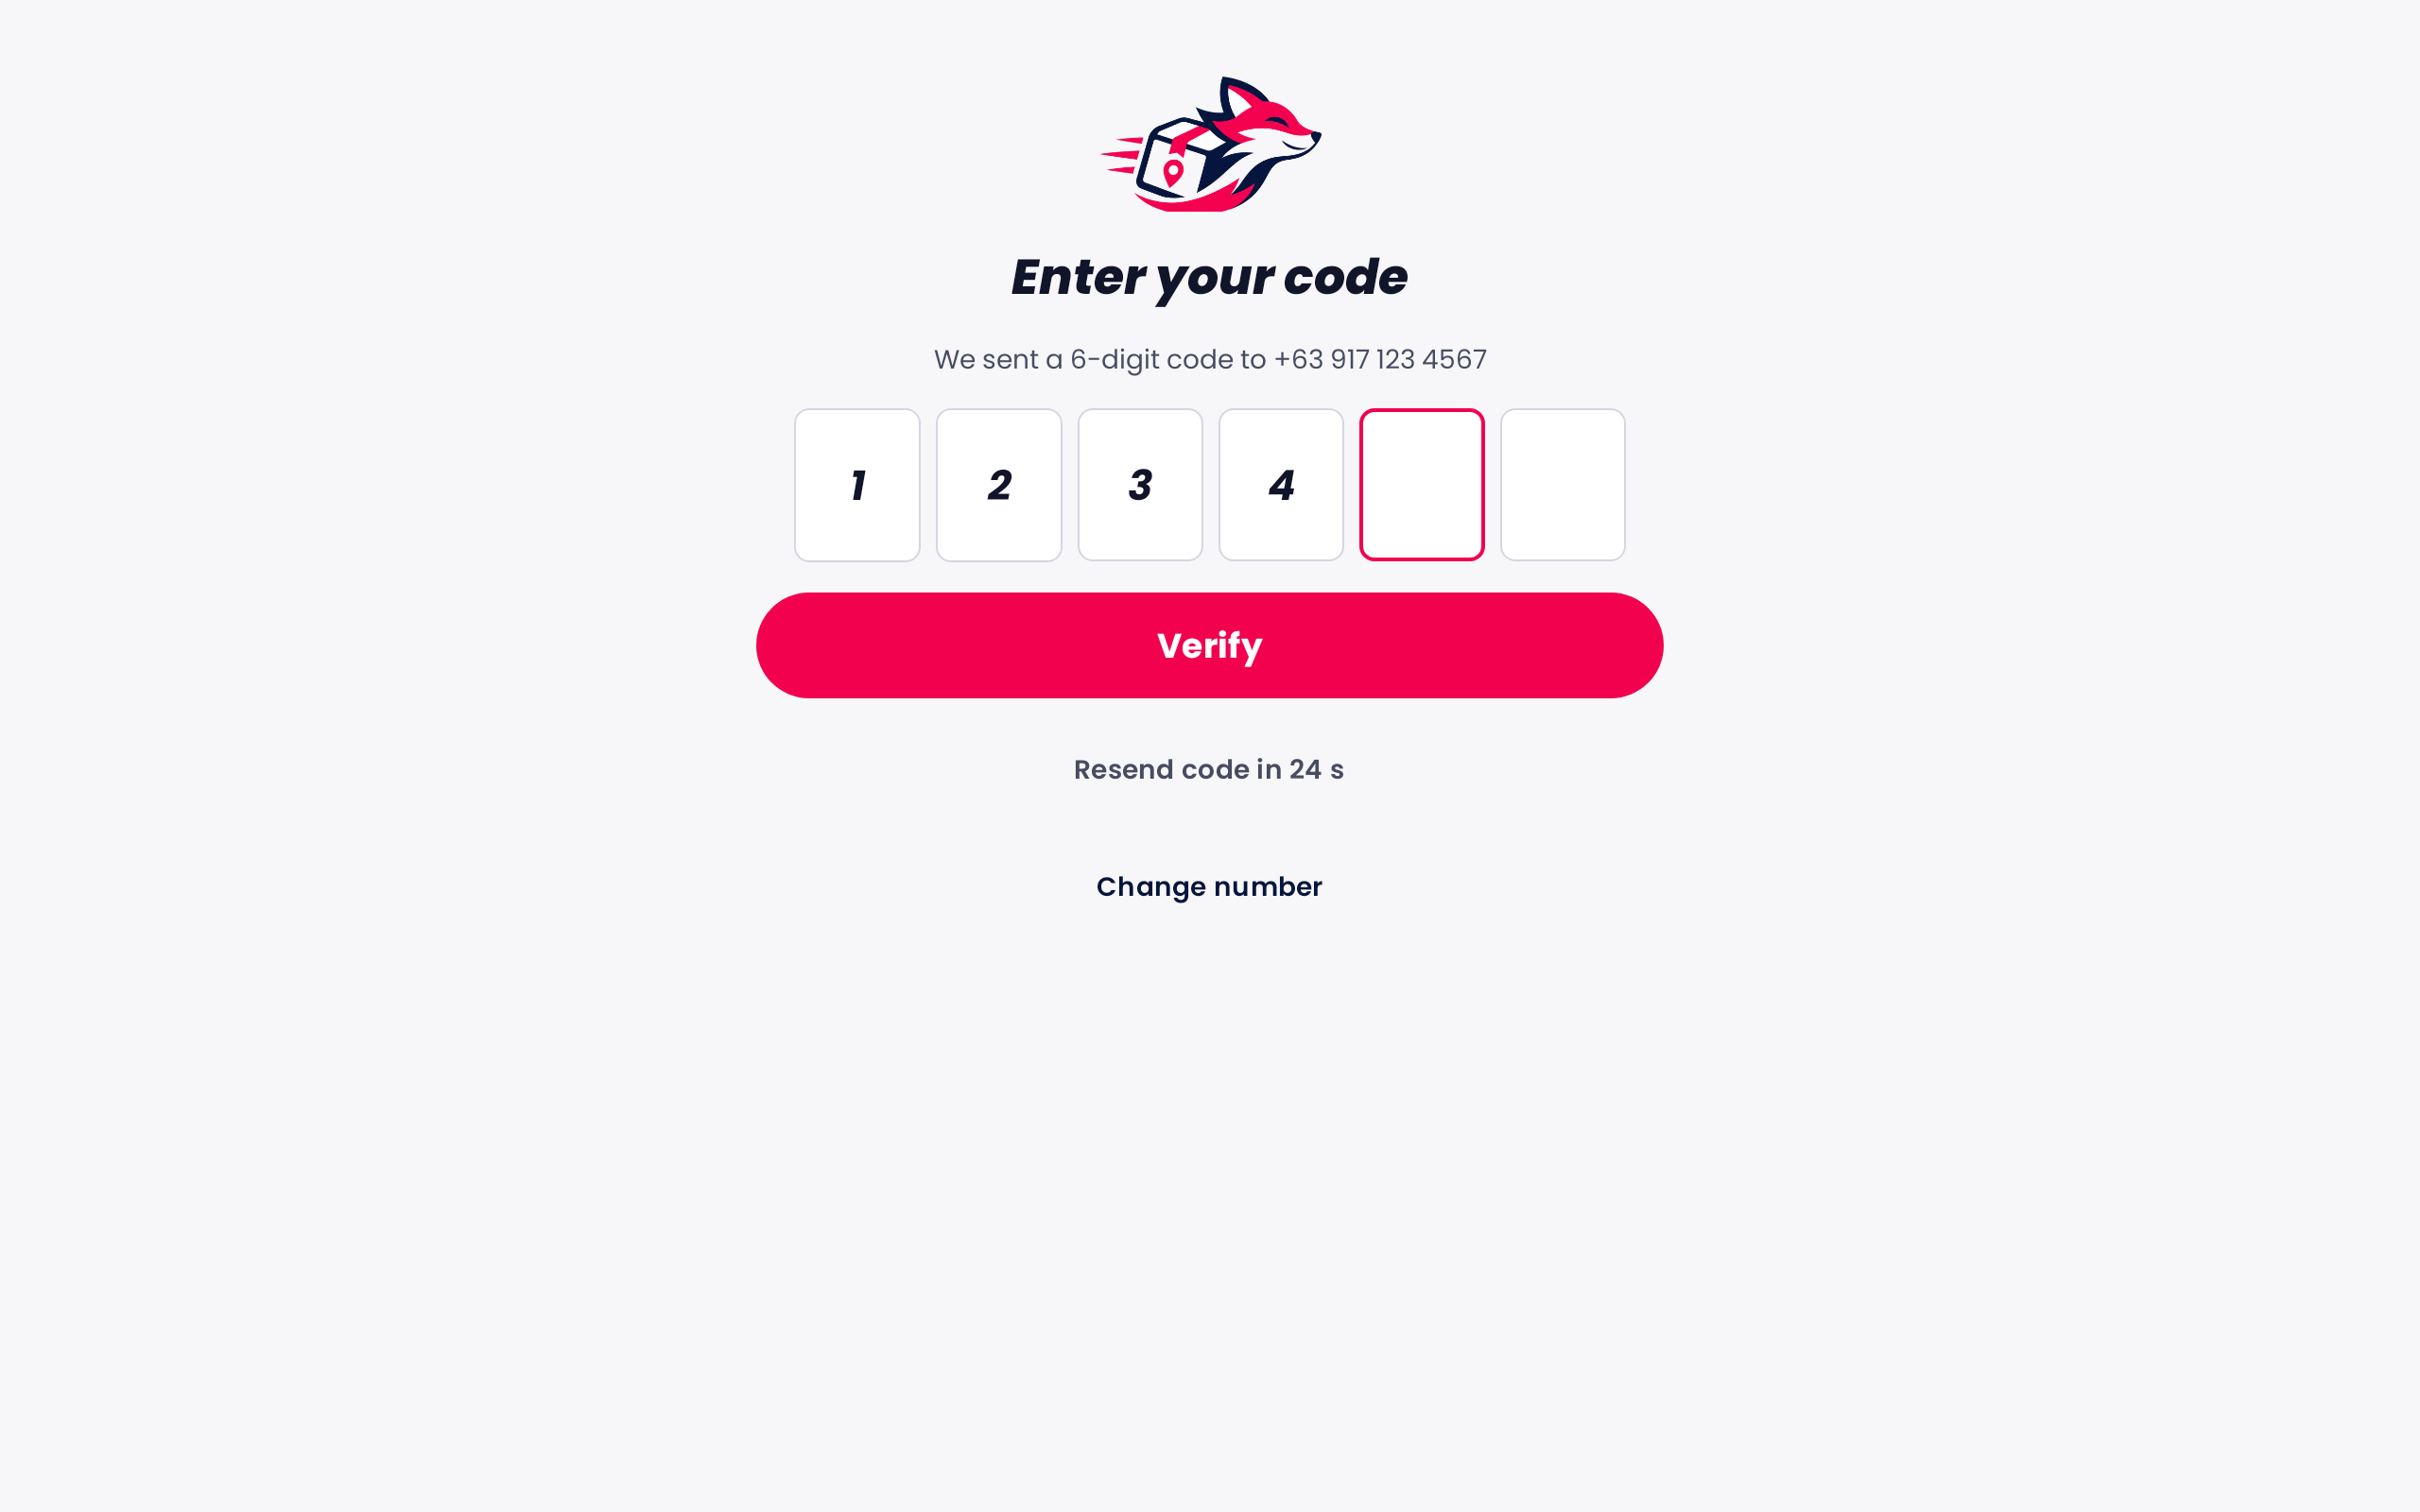 Enter your code
We sent a 6-digit code to +63 917 123 4567
1 2 3 4
Verify
Resend code in 24 s
Change number